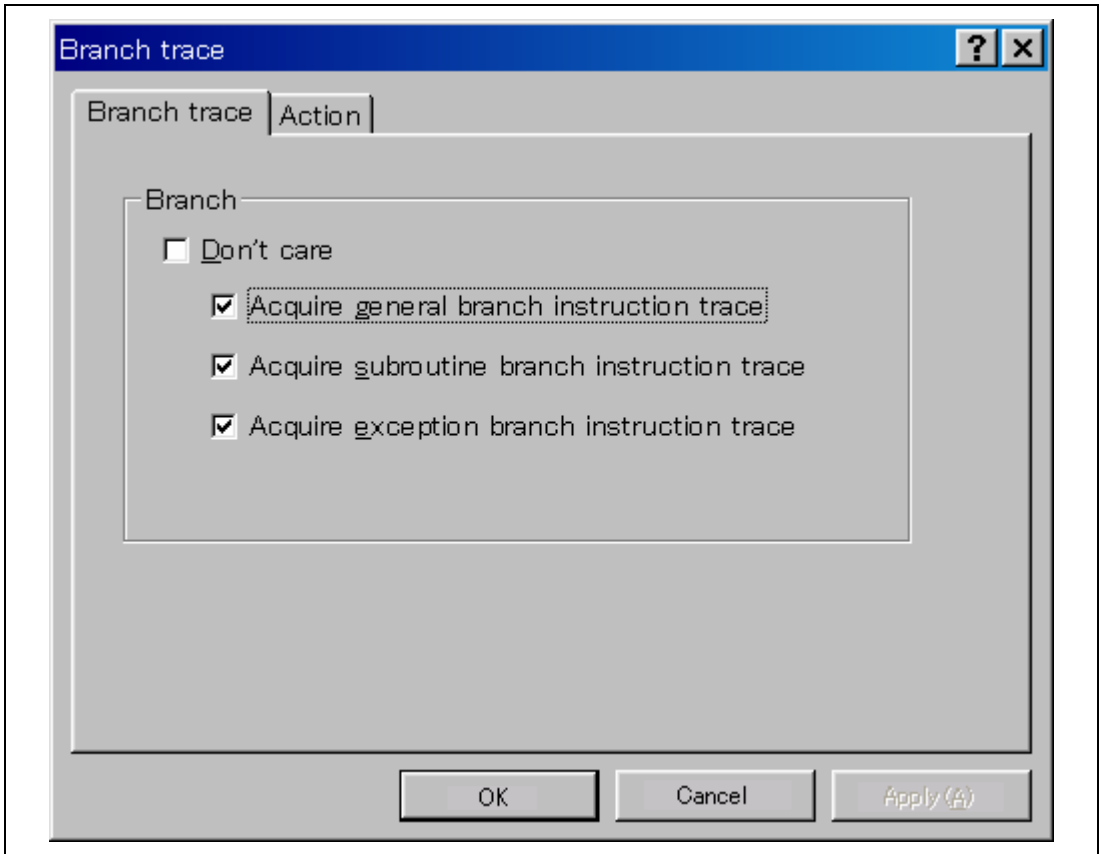 Branch trace
Branch trace Action
Branch
Don't care
Acquire general branch instruction trace
Acquire subroutine branch instruction trace
Acquire exception branch instruction trace
OK Cancel Apply (A)